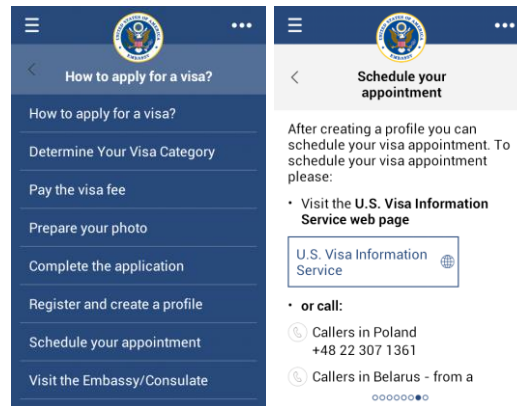 How to apply for a visa?
How to apply for a visa?
Determine Your Visa Category
Pay the visa fee
Prepare your photo
Complete the application
Register and create a profile
Schedule your appointment
Visit the Embassy/Consulate
Schedule your
appointment
After creating a profile you can
schedule your visa appointment. To
schedule your visa appointment
please:
• Visit the U.S. Visa Information
Service web page
U.S. Visa Information
Service
• or call:
Callers in Poland
+48 22 307 1361
Callers in Belarus - from a